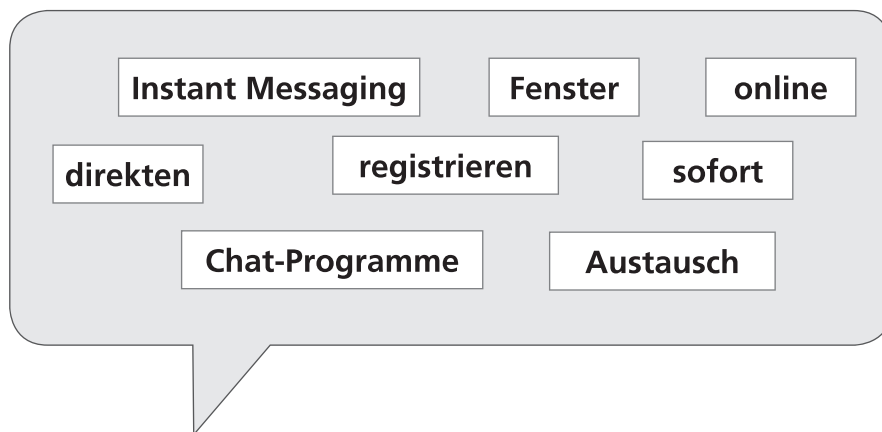 Instant Messaging Fenster online
direkten registrieren sofort
Chat-Programme Austausch